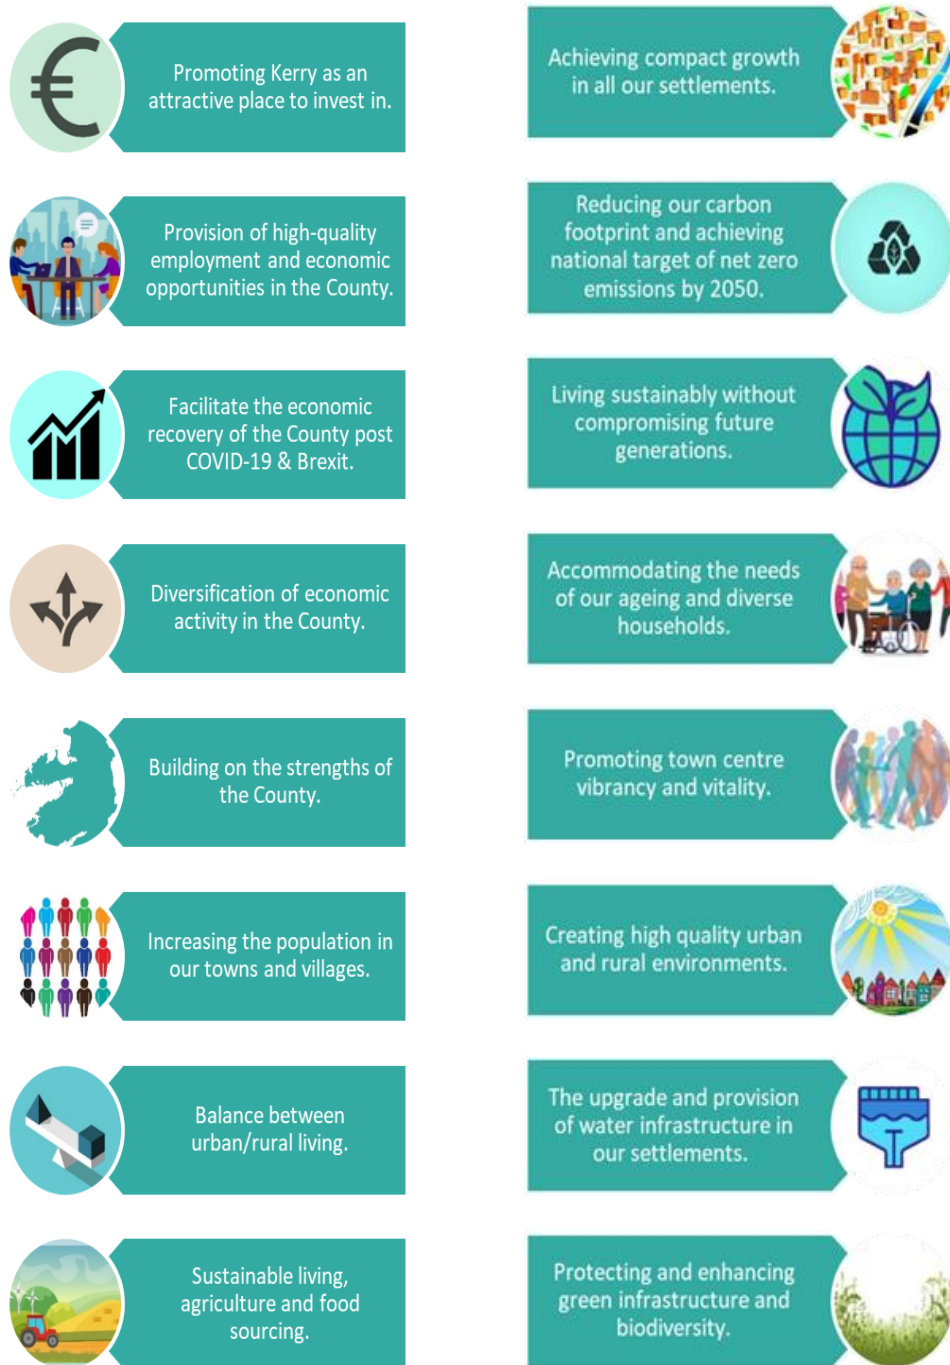 Promoting Kerry as an
attractive place to invest in.
Provision of high-quality
employment and economic
opportunities in the County.
Facilitate the economic
recovery of the County post
COVID-19 & Brexit.
Diversification of economic
activity in the County.
Building on the strengths of
the County.
Increasing the population in
our towns and villages.
Balance between
urban/rural living.
Sustainable living,
agriculture and food
sourcing.
Achieving compact growth
in all our settlements.
Reducing our carbon
footprint and achieving
national target of net zero
emissions by 2050.
Living sustainably without
compromising future
generations.
Accommodating the needs
of our ageing and diverse
households.
Promoting town centre
vibrancy and vitality.
Creating high quality urban
and rural environments.
The upgrade and provision
of water infrastructure in
our settlements.
Protecting and enhancing
green infrastructure and
biodiversity.